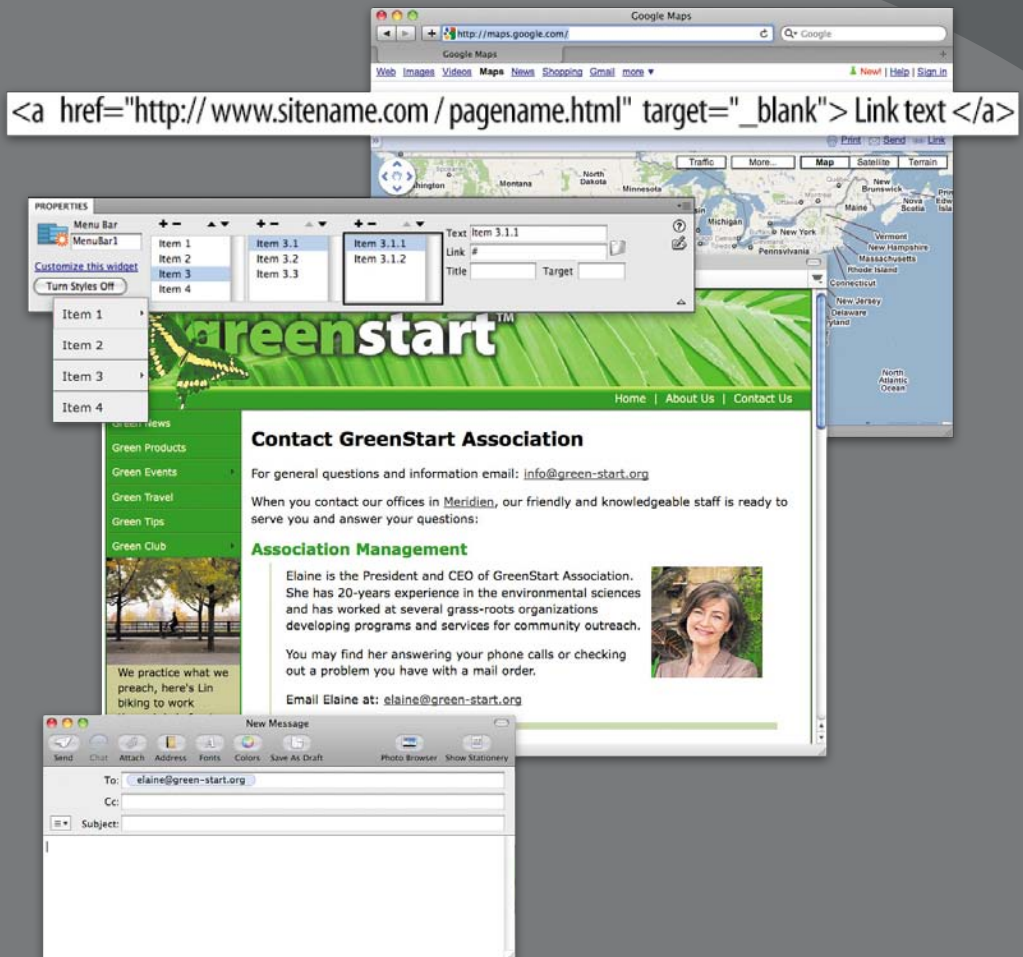 Google Maps
http://maps.google.com/
Google
Google Maps
Web Images Videos Maps News Shopping Gmail more ▼
New! | Help | Sign in
<a href="http:// www.sitename.com / pagename.html" target="_blank"> Link text </a>
Print Send Link
Traffic More... Map Satellite Terrain
Montana
North
Dakota
Minnesota
New
Brunswick
Maine
Nova
Scotia
Michigan
New York
Pennsylvania
Vermont
New Hampshire
Massachusetts
Rhode Island
Connecticut
New Jersey
Delaware
North
Atlantic
Ocean
PROPERTIES
Menu Bar
MenuBar1
Customize this widget
Turn Styles Off
Item 1
Item 2
Item 3
Item 4
Item 3.1
Item 3.2
Item 3.3
Item 3.1.1
Item 3.1.2
Text Item 3.1.1
Link #
Title Target
Item 1
Item 2
Item 3
Item 4
greenstart™
Home | About Us | Contact Us
Green News
Green Products
Green Events
Green Travel
Green Tips
Green Club
We practice what we
preach, here's Lin
biking to work
Contact GreenStart Association
For general questions and information email: info@green-start.org
When you contact our offices in Meridien, our friendly and knowledgeable staff is ready to
serve you and answer your questions:
Association Management
Elaine is the President and CEO of GreenStart Association.
She has 20-years experience in the environmental sciences
and has worked at several grass-roots organizations
developing programs and services for community outreach.
You may find her answering your phone calls or checking
out a problem you have with a mail order.
Email Elaine at: elaine@green-start.org
New Message
Send Chat Attach Address Fonts Colors Save As Draft Photo Browser Show Stationery
To: elaine@green-start.org
Cc:
Subject: